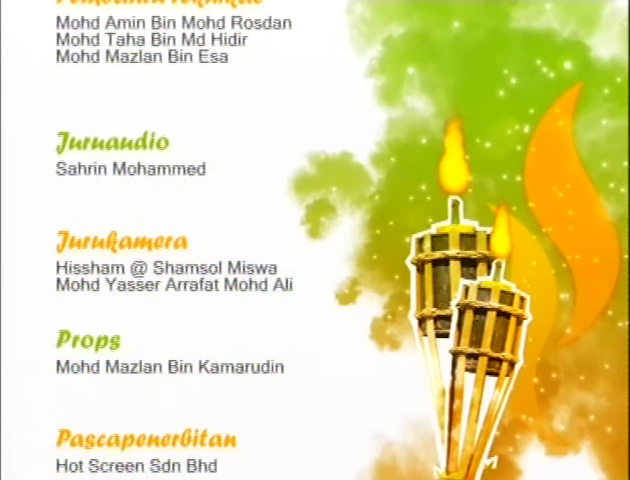 Mohd Amin Bin Mohd Rosdan
Mohd Taha Bin Md Hidir
Mohd Mazlan Bin Esa
Juruaudio
Sahrin Mohammed
Jurukamera
Hissham @ Shamsol Miswa
Mohd Yasser Arrafat Mohd Ali
Props
Mohd Mazlan Bin Kamarudin
Pascapenerbitan
Hot Screen Sdn Bhd